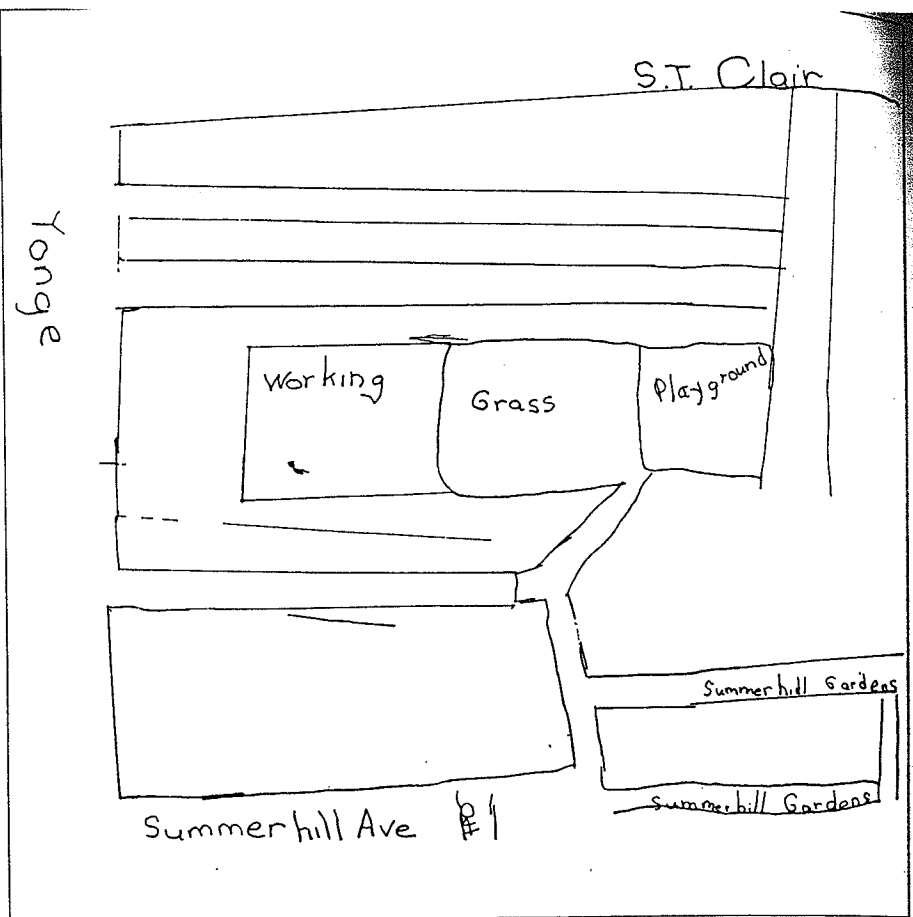 S.T. Clair
Yonge
Working
Grass
Playground
Summerhill Gardens
Summerhill Gardens
Summerhill Ave #1